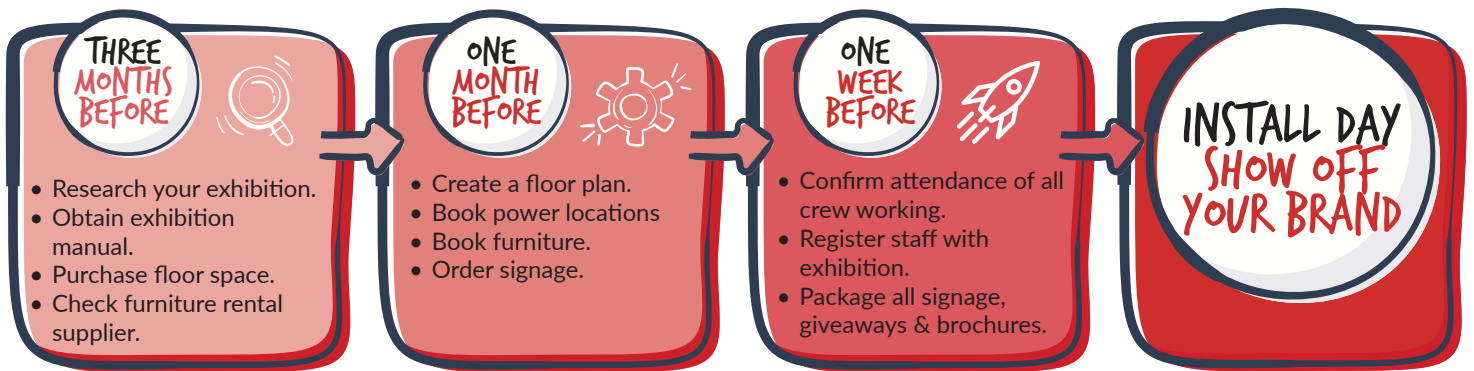 THREE
MONTHS
BEFORE
• Research your exhibition.
• Obtain exhibition
manual.
• Purchase floor space.
• Check furniture rental
supplier.
ONE
MONTH
BEFORE
• Create a floor plan.
• Book power locations
• Book furniture.
• Order signage.
ONE
WEEK
BEFORE
• Confirm attendance of all
crew working.
• Register staff with
exhibition.
• Package all signage,
giveaways & brochures.
INSTALL DAY
SHOW OFF
YOUR BRAND